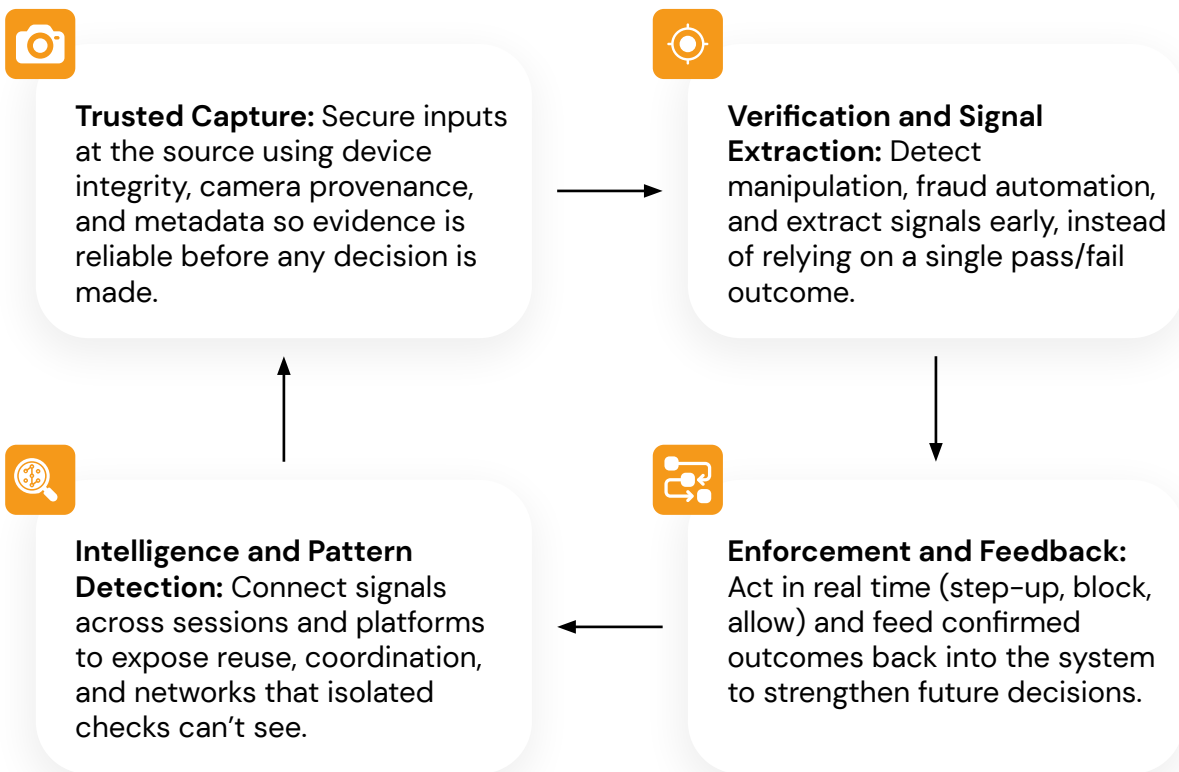 Trusted Capture: Secure inputs
at the source using device
integrity, camera provenance,
and metadata so evidence is
reliable before any decision is
made.
Verification and Signal
Extraction: Detect
manipulation, fraud automation,
and extract signals early, instead
of relying on a single pass/fail
outcome.
Intelligence and Pattern
Detection: Connect signals
across sessions and platforms
to expose reuse, coordination,
and networks that isolated
checks can’t see.
Enforcement and Feedback:
Act in real time (step-up, block,
allow) and feed confirmed
outcomes back into the system
to strengthen future decisions.